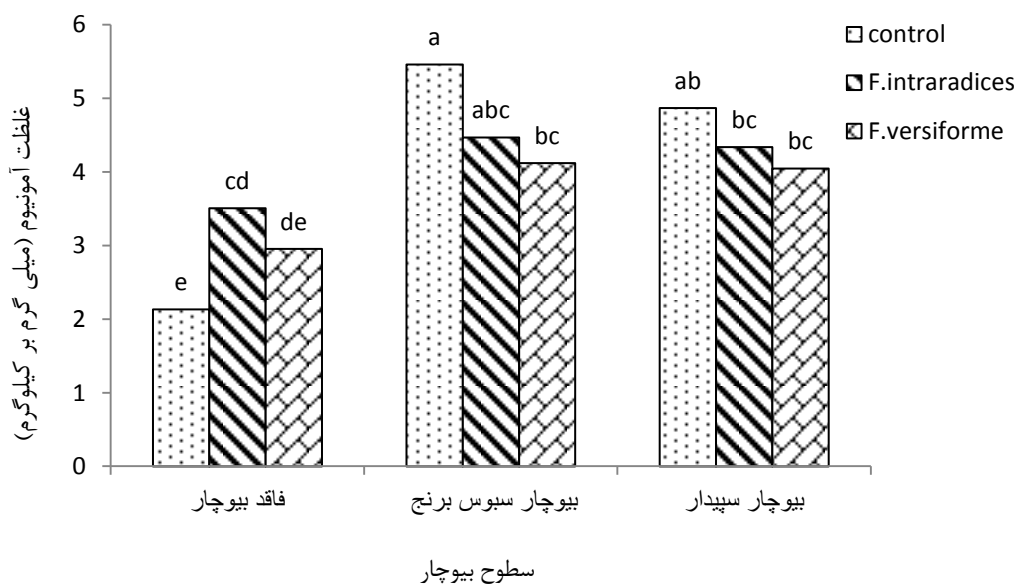 غلظت آمونیوم (میلی گرم بر کیلوگرم)
6
5
4
3
2
1
0
e
cd
de
a
abc
bc
ab
bc
bc
control
F.intraradices
F.versiforme
فاقد بیوچار
بیوچار سبوس برنج
بیوچار سپیدار
سطوح بیوچار